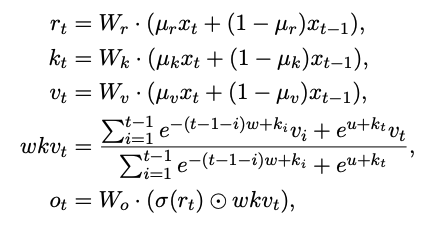 r_t = W_r · (μ_r x_t + (1 − μ_r)x_{t−1}),
k_t = W_k · (μ_k x_t + (1 − μ_k)x_{t−1}),
v_t = W_v · (μ_v x_t + (1 − μ_v)x_{t−1}),
wkv_t = \frac{∑_{i=1}^{t−1} e^{−(t−1−i)w+k_i} v_i + e^{u+k_t} v_t}{∑_{i=1}^{t−1} e^{−(t−1−i)w+k_i} + e^{u+k_t}},
o_t = W_o · (σ(r_t) ⊙ wkv_t),